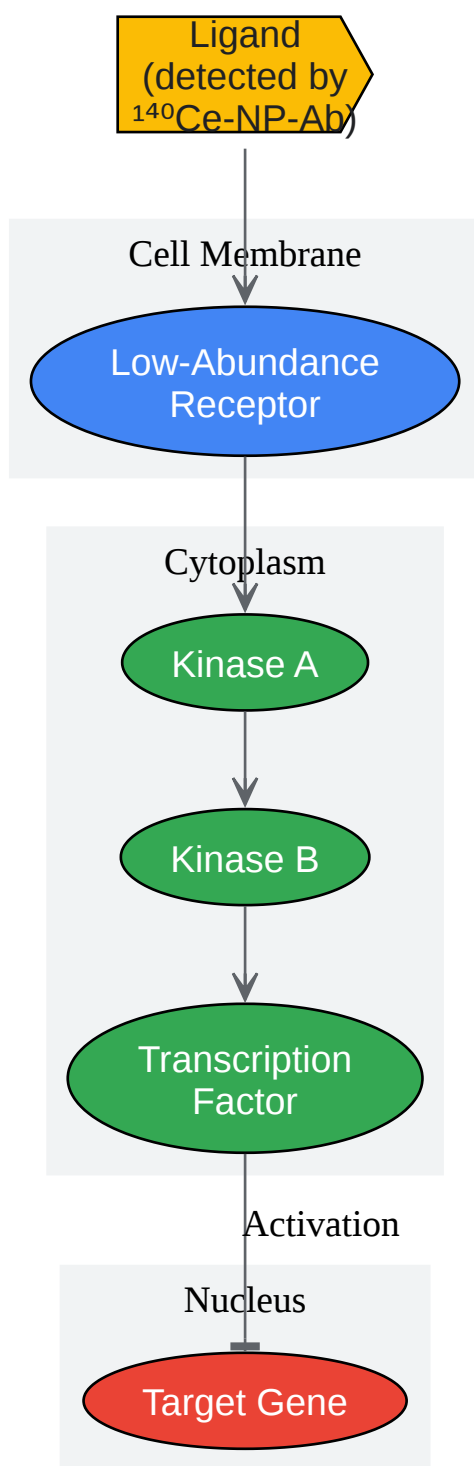 Ligand
(detected by
¹⁴⁰Ce-NP-Ab)
Cell Membrane
Low-Abundance
Receptor
Cytoplasm
Kinase A
Kinase B
Transcription
Factor
Activation
Nucleus
Target Gene